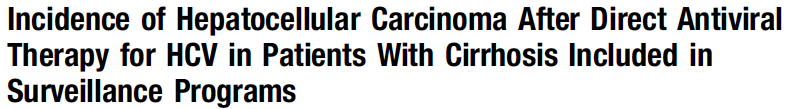 Incidence of Hepatocellular Carcinoma After Direct Antiviral
Therapy for HCV in Patients With Cirrhosis Included in
Surveillance Programs